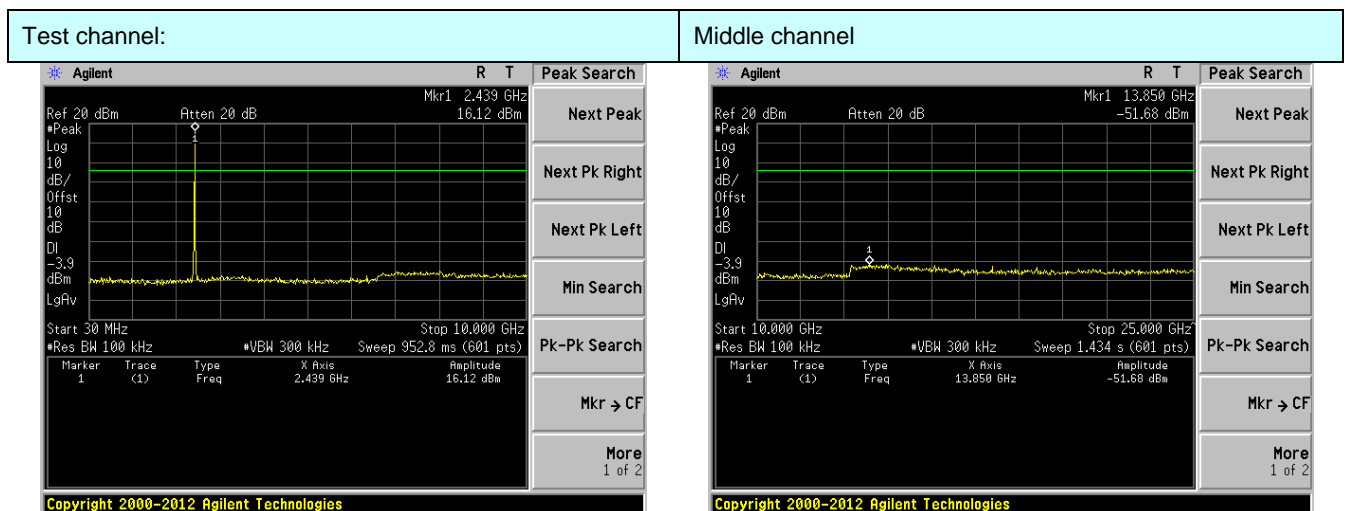 Test channel:
Middle channel
Agilent R T
Peak Search
Mkr1 2.439 GHz
Ref 20 dBm Atten 20 dB 16.12 dBm
#Peak
1
Log
10
dB/
Offst
10
dB
DI
-3.9
dBm
LgAv
Start 30 MHz Stop 10.000 GHz
#Res BW 100 kHz #VBW 300 kHz Sweep 952.8 ms (601 pts)
Marker Trace Type X Axis Amplitude
1 (1) Freq 2.439 GHz 16.12 dBm
Next Peak
Next Pk Right
Next Pk Left
Min Search
Pk-Pk Search
Mkr → CF
More
1 of 2
Copyright 2000-2012 Agilent Technologies
Agilent R T
Peak Search
Mkr1 13.850 GHz
Ref 20 dBm Atten 20 dB -51.68 dBm
#Peak
Log
10
dB/
Offst
10
dB
DI
1
-3.9
dBm
LgAv
Start 10.000 GHz Stop 25.000 GHz^
#Res BW 100 kHz #VBW 300 kHz Sweep 1.434 s (601 pts)
Marker Trace Type X Axis Amplitude
1 (1) Freq 13.850 GHz -51.68 dBm
Next Peak
Next Pk Right
Next Pk Left
Min Search
Pk-Pk Search
Mkr → CF
More
1 of 2
Copyright 2000-2012 Agilent Technologies